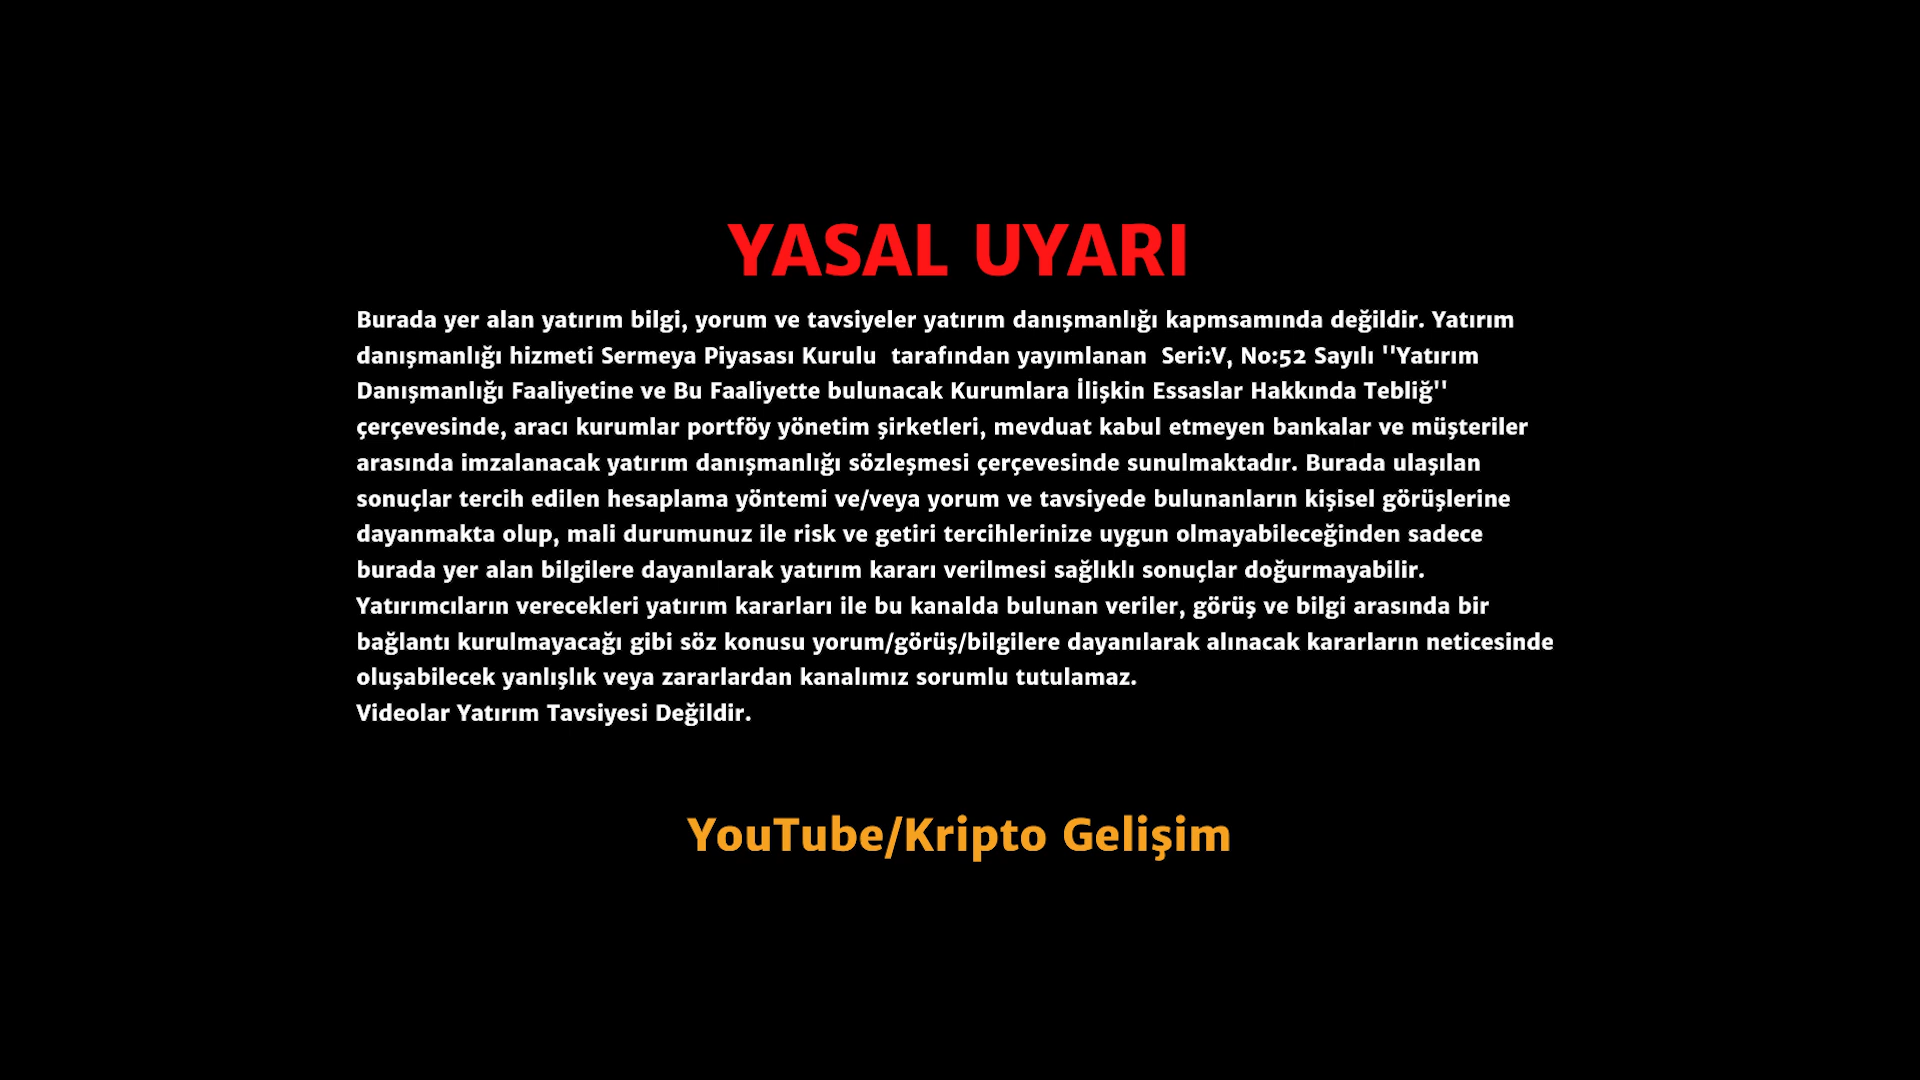 YASAL UYARI
Burada yer alan yatırım bilgi, yorum ve tavsiyeler yatırım danışmanlığı kapmsamında değildir. Yatırım
danışmanlığı hizmeti Sermeya Piyasası Kurulu  tarafından yayımlanan  Seri:V, No:52 Sayılı ''Yatırım
Danışmanlığı Faaliyetine ve Bu Faaliyette bulunacak Kurumlara İlişkin Essaslar Hakkında Tebliğ''
çerçevesinde, aracı kurumlar portföy yönetim şirketleri, mevduat kabul etmeyen bankalar ve müşteriler
arasında imzalanacak yatırım danışmanlığı sözleşmesi çerçevesinde sunulmaktadır. Burada ulaşılan
sonuçlar tercih edilen hesaplama yöntemi ve/veya yorum ve tavsiyede bulunanların kişisel görüşlerine
dayanmakta olup, mali durumunuz ile risk ve getiri tercihlerinize uygun olmayabileceğinden sadece
burada yer alan bilgilere dayanılarak yatırım kararı verilmesi sağlıklı sonuçlar doğurmayabilir.
Yatırımcıların verecekleri yatırım kararları ile bu kanalda bulunan veriler, görüş ve bilgi arasında bir
bağlantı kurulmayacağı gibi söz konusu yorum/görüş/bilgilere dayanılarak alınacak kararların neticesinde
oluşabilecek yanlışlık veya zararlardan kanalımız sorumlu tutulamaz.
Videolar Yatırım Tavsiyesi Değildir.
YouTube/Kripto Gelişim